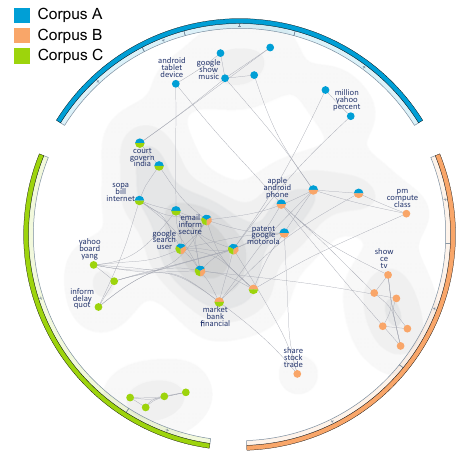 Corpus A
Corpus B
Corpus C
android
tablet
device
google
show
music
million
yahoo
percent
court
govern
india
sopa
bill
internet
apple
android
phone
pm
compute
class
email
inform
secure
google
search
user
patent
google
motorola
yahoo
board
yang
show
ce
tv
inform
delay
quot
market
bank
financial
share
stock
trade